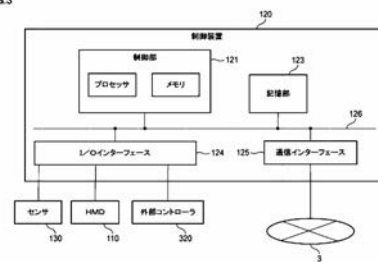 120
制御装置
制御部
121
プロセッサ
メモリ
123
記憶部
126
I/Oインターフェース
124
125
通信インターフェース
センサ
HMD
外部コントローラ
130
110
320
3